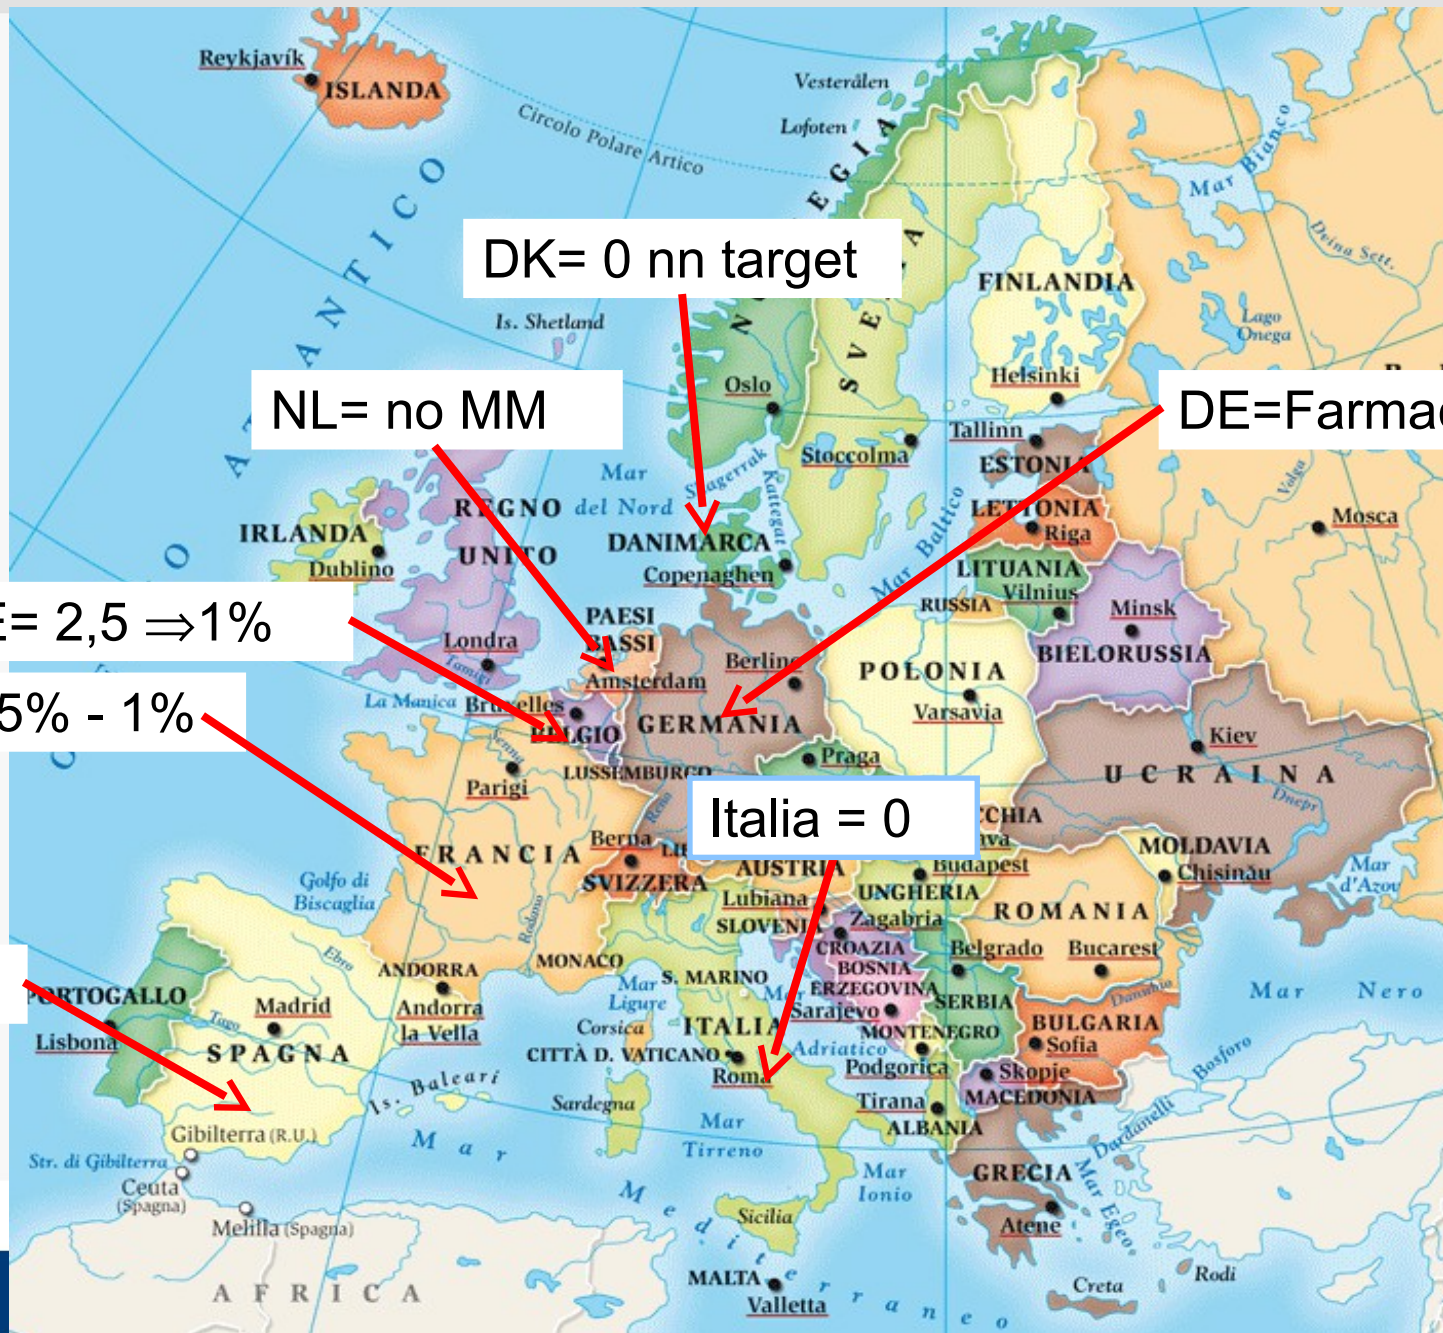 Reykjavík
ISLANDA
Vesterålen
Lofoten
Circolo Polare Artico
Mar Bianco
Deina Sett.
NL= no MM
DK= 0 nn target
Is. Shetland
FINLANDIA
Lago
Onega
Oslo
Helsinki
DE=Farmac
Stoccolma
Tallinn
ESTONIA
Mar
del Nord
Skagerrak
Kattegat
Mar Baltico
Volga
REGNO
UNITO
IRLANDA
Dublino
LETTONIA
Riga
Mosca
DANIMARCA
Copenaghen
LITUANIA
Vilnius
RUSSIA
Minsk
BIELORUSSIA
= 2,5 ⇒1%
PAESI
BASSI
Londra
Tamigi
Amsterdam
Berlino
POLONIA
Varsavia
5% - 1%
La Manica
Bruxelles
BELGIO
GERMANIA
Kiev
UCRAINA
Dnepr
Senna
Parigi
LUSSEMBURGO
Reno
Praga
Italia = 0
CCHIA
ava
MOLDAVIA
Chisinău
Mar
d'Azov
FRANCIA
Berna
SVIZZERA
AUSTRIA
Budapest
UNGHERIA
Golfo di
Biscaglia
Lubiana
SLOVENIA
Zagabria
CROAZIA
ROMANIA
Rodano
Ebro
BOSNIA
ERZEGOVINA
Sarajevo
Belgrado
Bucarest
ANDORRA
Andorra
la Vella
MONACO
S. MARINO
Mar
Ligure
SERBIA
Danubio
Mar Nero
PORTOGALLO
Lisbona
Madrid
Tago
SPAGNA
Corsica
ITALIA
CITTÀ D. VATICANO
Roma
Mar
Adriatico
MONTENEGRO
Podgorica
BULGARIA
Sofia
Bosforo
Skopje
MACEDONIA
Is. Baleari
Sardegna
Tirana
ALBANIA
Dardanelli
Gibilterra (R.U.)
Str. di Gibilterra
Ceuta
(Spagna)
Melilla (Spagna)
Mar
Mediterraneo
Mar
Tirreno
Mar
Ionio
GRECIA
Atene
Mar Egeo
Sicilia
AFRICA
MALTA
Valletta
Creta
Rodi